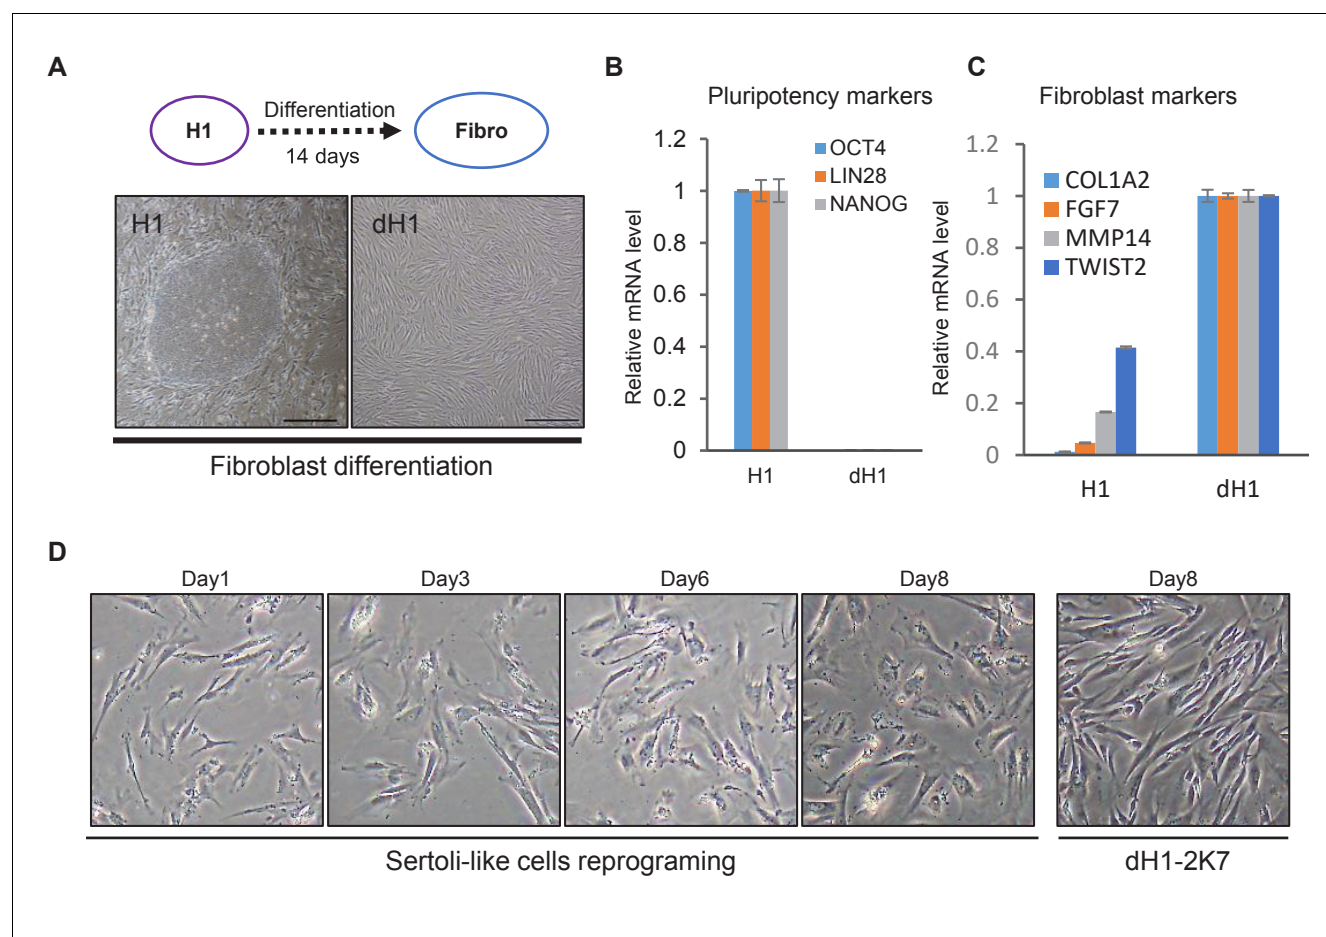 A
H1
Differentiation
14 days
Fibro
H1
dH1
Fibroblast differentiation
B
Pluripotency markers
Relative mRNA level
1.2
1
0.8
0.6
0.4
0.2
0
OCT4
LIN28
NANOG
H1
dH1
C
Fibroblast markers
Relative mRNA level
1.2
1
0.8
0.6
0.4
0.2
0
COL1A2
FGF7
MMP14
TWIST2
H1
dH1
D
Day1
Day3
Day6
Day8
Day8
Sertoli-like cells reprograming
dH1-2K7